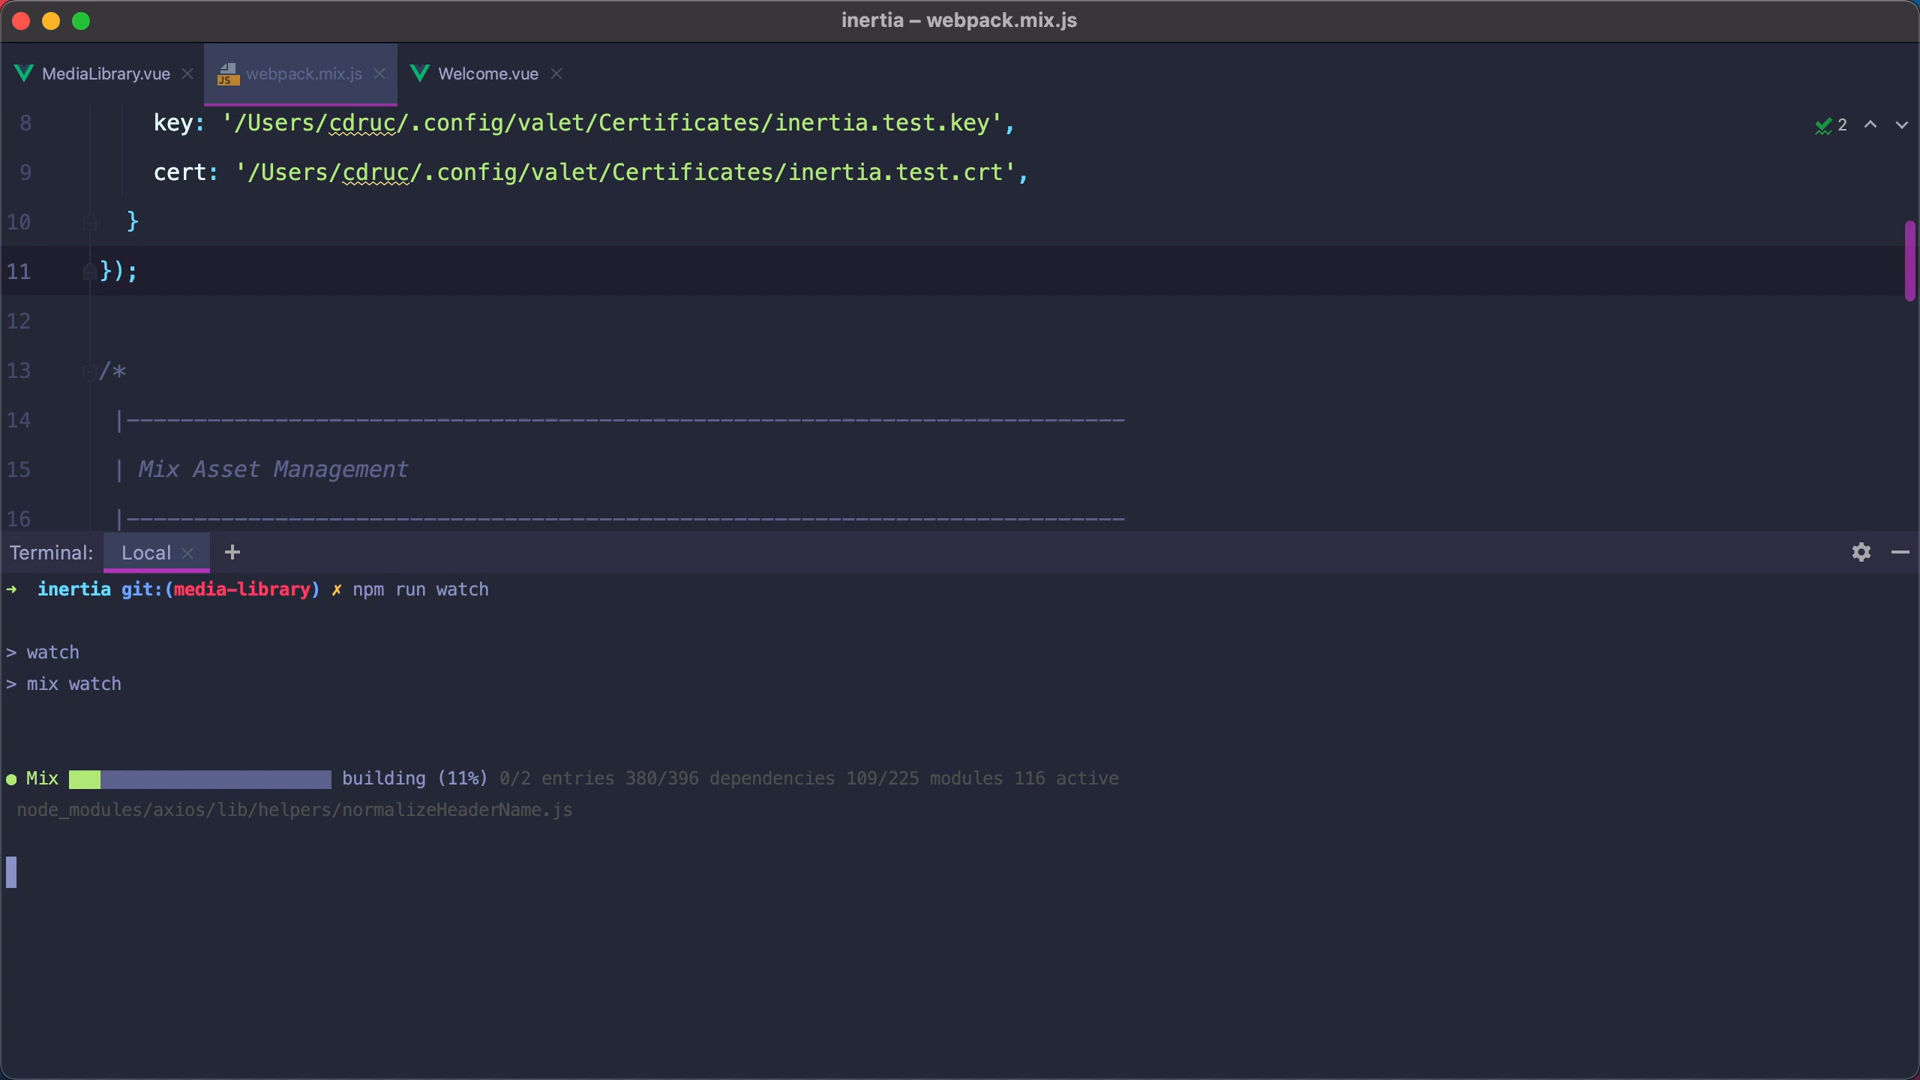 inertia – webpack.mix.js
MediaLibrary.vue webpack.mix.js Welcome.vue
8 key: '/Users/cdruc/.config/valet/Certificates/inertia.test.key',
2
9 cert: '/Users/cdruc/.config/valet/Certificates/inertia.test.crt',
10 }
11 });
12
13 /*
14 |--------------------------------------------------------------------------
15 | Mix Asset Management
16 |--------------------------------------------------------------------------
Terminal: Local +
➜ inertia git:(media-library) ✗ npm run watch
> watch
> mix watch
● Mix building (11%) 0/2 entries 380/396 dependencies 109/225 modules 116 active
node_modules/axios/lib/helpers/normalizeHeaderName.js